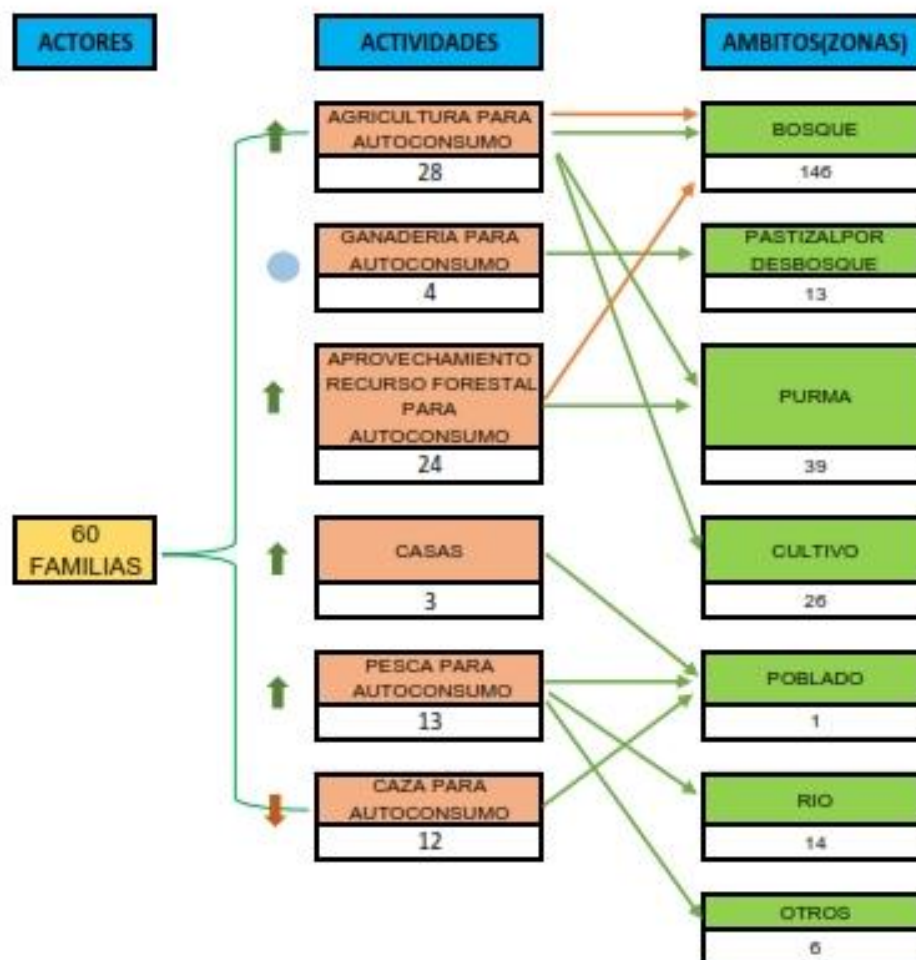 ACTORES
ACTIVIDADES
AMBITOS(ZONAS)
AGRICULTURA PARA
AUTOCONSUMO
28
BOSQUE
146
GANADERIA PARA
AUTOCONSUMO
4
PASTIZALPOR
DESBOSQUE
13
APROVECHAMIENTO
RECURSO FORESTAL
PARA
AUTOCONSUMO
24
PURMA
39
60
FAMILIAS
CASAS
3
CULTIVO
26
PESCA PARA
AUTOCONSUMO
13
POBLADO
1
CAZA PARA
AUTOCONSUMO
12
RIO
14
OTROS
6